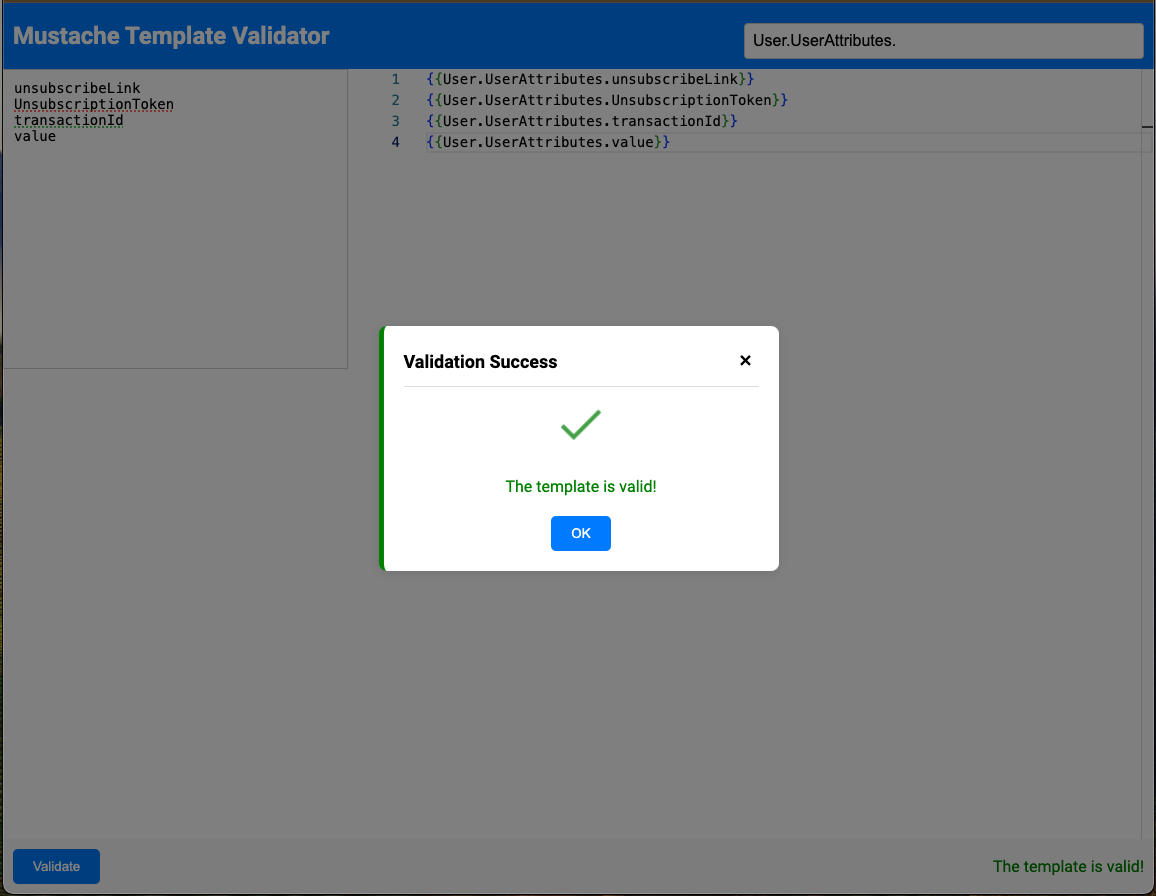 Mustache Template Validator
User.UserAttributes.
unsubscribeLink
UnsubscriptionToken
transactionId
value
1 {{User.UserAttributes.unsubscribeLink}}
2 {{User.UserAttributes.UnsubscriptionToken}}
3 {{User.UserAttributes.transactionId}}
4 {{User.UserAttributes.value}}
Validation Success ×
The template is valid!
OK
Validate
The template is valid!